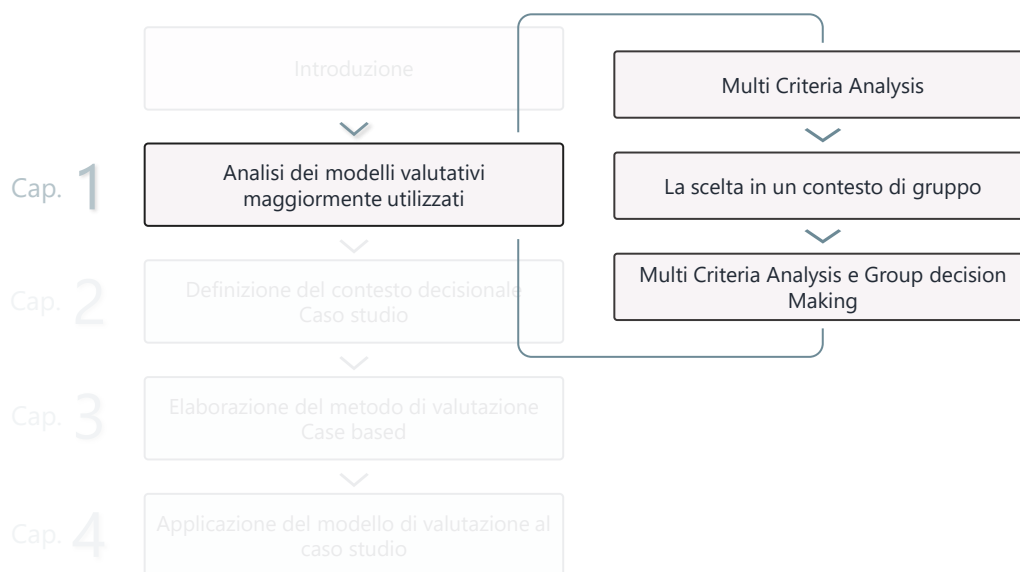 Introduzione
Cap. 1
Analisi dei modelli valutativi
maggiormente utilizzati
Multi Criteria Analysis
La scelta in un contesto di gruppo
Multi Criteria Analysis e Group decision
Making
Cap. 2
Definizione del contesto decisionale
Caso studio
Cap. 3
Elaborazione del metodo di valutazione
Case based
Cap. 4
Applicazione del modello di valutazione al
caso studio